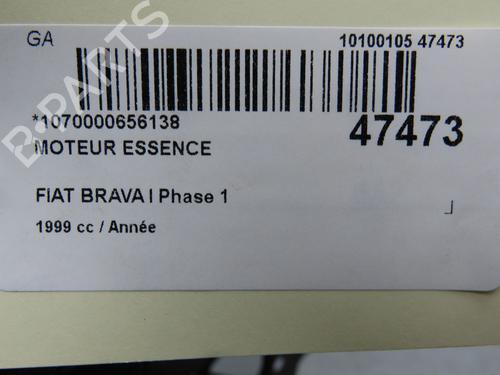 GA 10100105 47473
*1070000656138 47473
MOTEUR ESSENCE
FIAT BRAVA I Phase 1
1999 cc / Année
B-PARTS